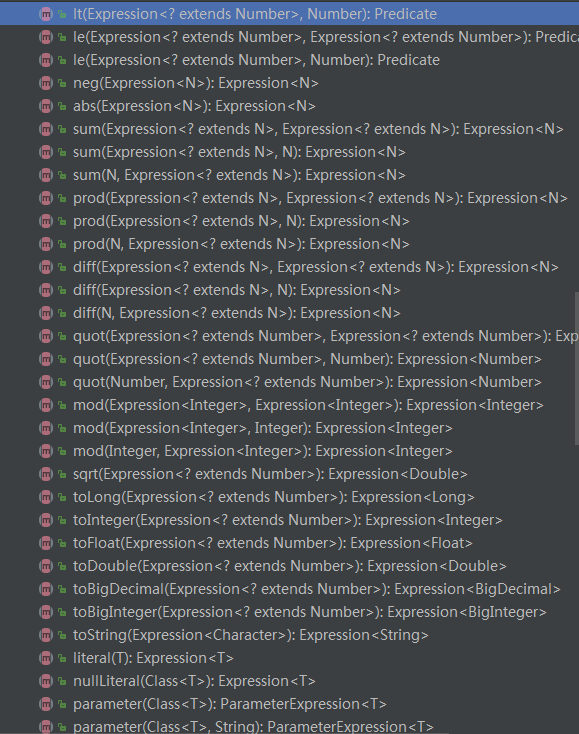 lt(Expression<? extends Number>, Number): Predicate
le(Expression<? extends Number>, Expression<? extends Number>): Predica
le(Expression<? extends Number>, Number): Predicate
neg(Expression<N>): Expression<N>
abs(Expression<N>): Expression<N>
sum(Expression<? extends N>, Expression<? extends N>): Expression<N>
sum(Expression<? extends N>, N): Expression<N>
sum(N, Expression<? extends N>): Expression<N>
prod(Expression<? extends N>, Expression<? extends N>): Expression<N>
prod(Expression<? extends N>, N): Expression<N>
prod(N, Expression<? extends N>): Expression<N>
diff(Expression<? extends N>, Expression<? extends N>): Expression<N>
diff(Expression<? extends N>, N): Expression<N>
diff(N, Expression<? extends N>): Expression<N>
quot(Expression<? extends Number>, Expression<? extends Number>): Exp
quot(Expression<? extends Number>, Number): Expression<Number>
quot(Number, Expression<? extends Number>): Expression<Number>
mod(Expression<Integer>, Expression<Integer>): Expression<Integer>
mod(Expression<Integer>, Integer): Expression<Integer>
mod(Integer, Expression<Integer>): Expression<Integer>
sqrt(Expression<? extends Number>): Expression<Double>
toLong(Expression<? extends Number>): Expression<Long>
toInteger(Expression<? extends Number>): Expression<Integer>
toFloat(Expression<? extends Number>): Expression<Float>
toDouble(Expression<? extends Number>): Expression<Double>
toBigDecimal(Expression<? extends Number>): Expression<BigDecimal>
toBigInteger(Expression<? extends Number>): Expression<BigInteger>
toString(Expression<Character>): Expression<String>
literal(T): Expression<T>
nullLiteral(Class<T>): Expression<T>
parameter(Class<T>): ParameterExpression<T>
parameter(Class<T>, String): ParameterExpression<T>